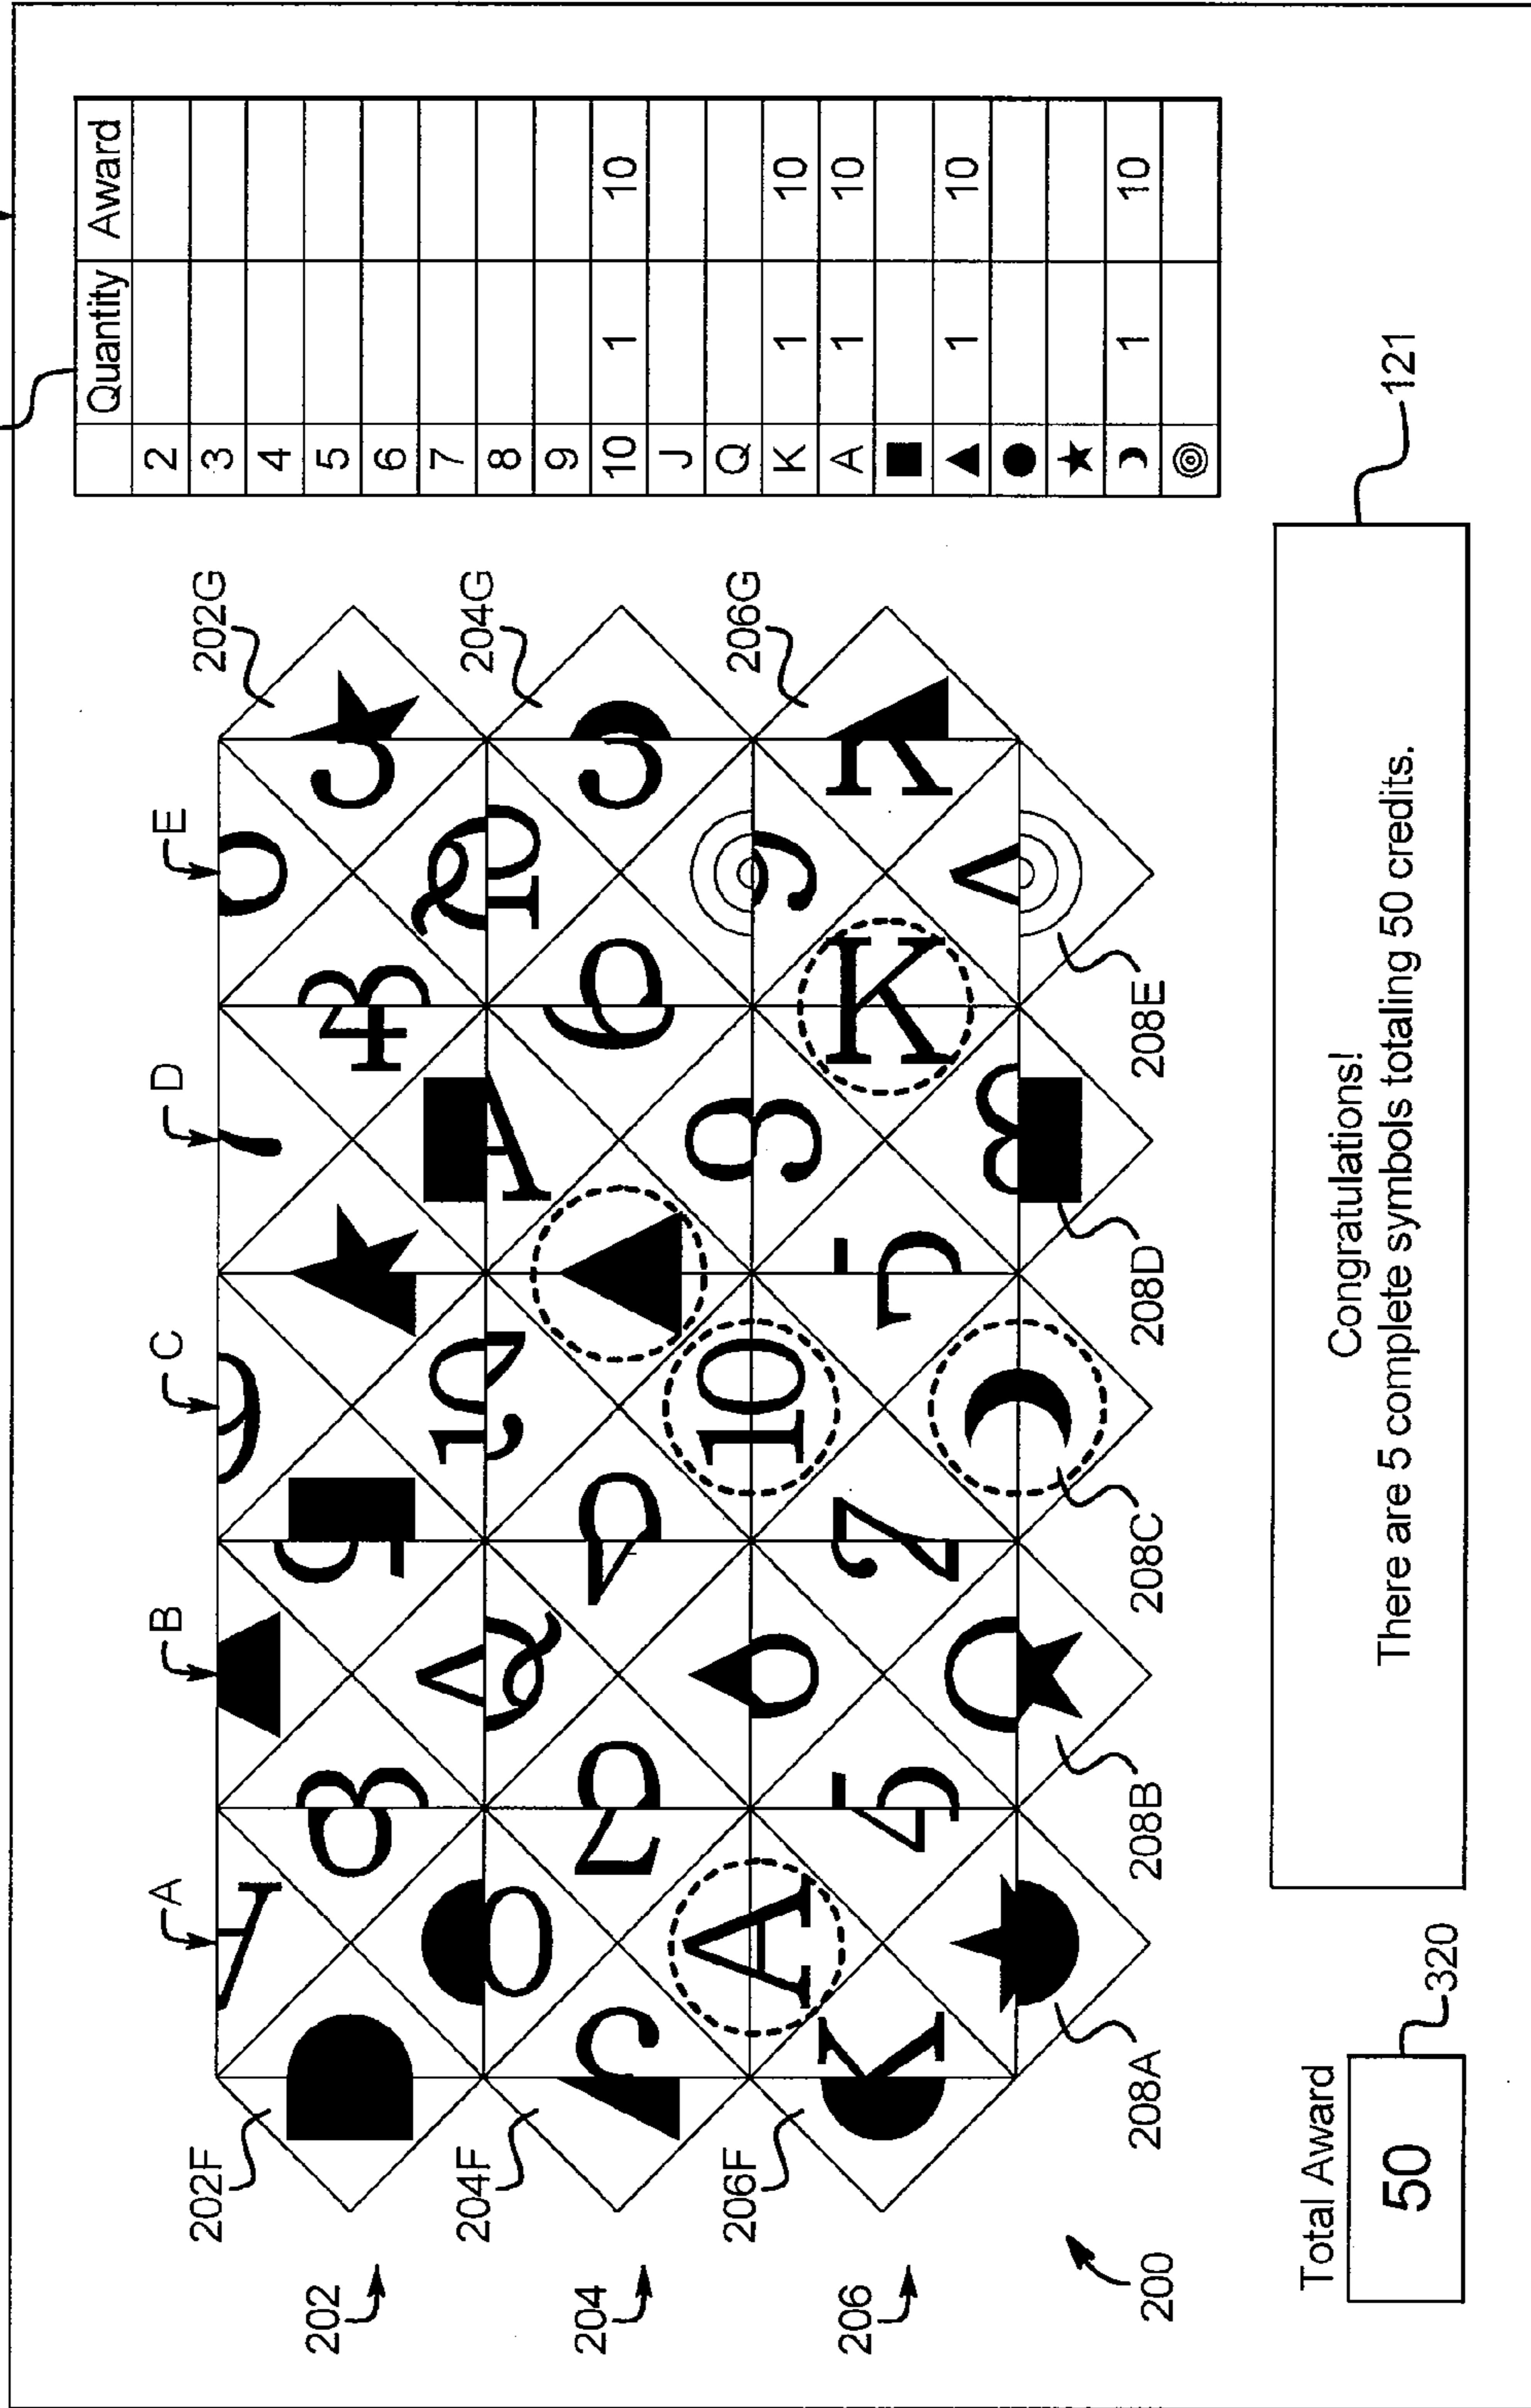 A B C D E
202F 202G
202
204F 204G
204
A 10
206F 206G
206
K
208A 208B 208C 208D 208E
200
Quantity Award
2
3
4
5
6
7
8
9
10 1 10
J
Q
K 1 10
A 1 10
1 10
1 10
Total Award
50
320
Congratulations!
There are 5 complete symbols totaling 50 credits.
121